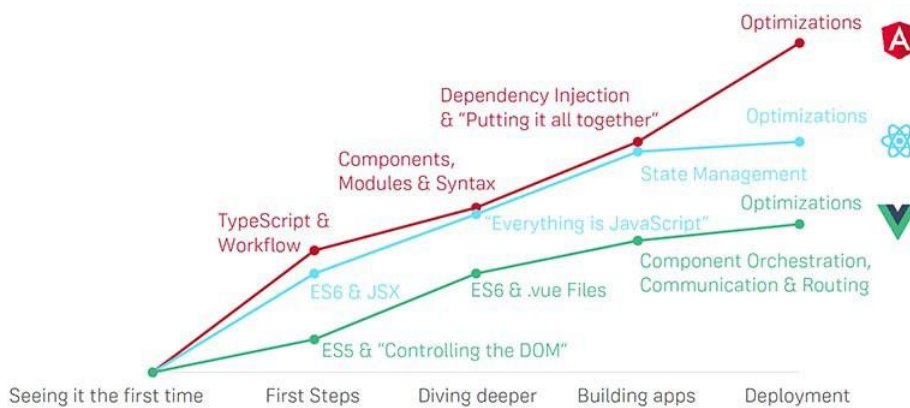 Optimizations
A
Dependency Injection
& “Putting it all together”
Optimizations
Components,
Modules & Syntax
State Management
Optimizations
TypeScript &
Workflow
“Everything is JavaScript”
Component Orchestration,
Communication & Routing
ES6 & JSX
ES6 & .vue Files
ES5 & “Controlling the DOM”
Seeing it the first time
First Steps
Diving deeper
Building apps
Deployment